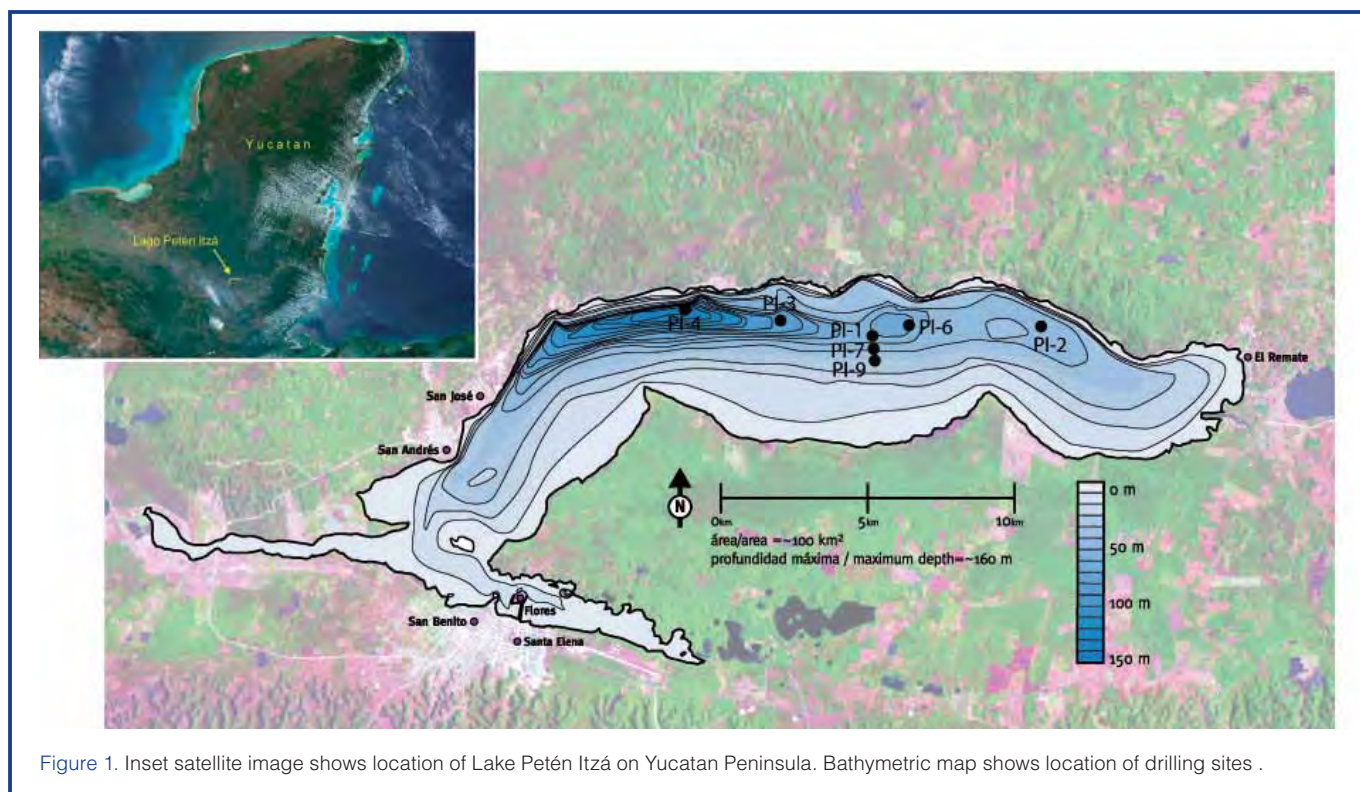 Yucatan
Lago Petén Itzá
PI-4
PI-3
PI-1
PI-6
PI-7
PI-9
PI-2
El Remate
San José
San Andrés
N
0km 5km 10km
área/area =~100 km²
profundidad máxima / maximum depth=~160 m
0 m
50 m
100 m
150 m
Flores
San Benito
Santa Elena
Figure 1. Inset satellite image shows location of Lake Petén Itzá on Yucatan Peninsula. Bathymetric map shows location of drilling sites .